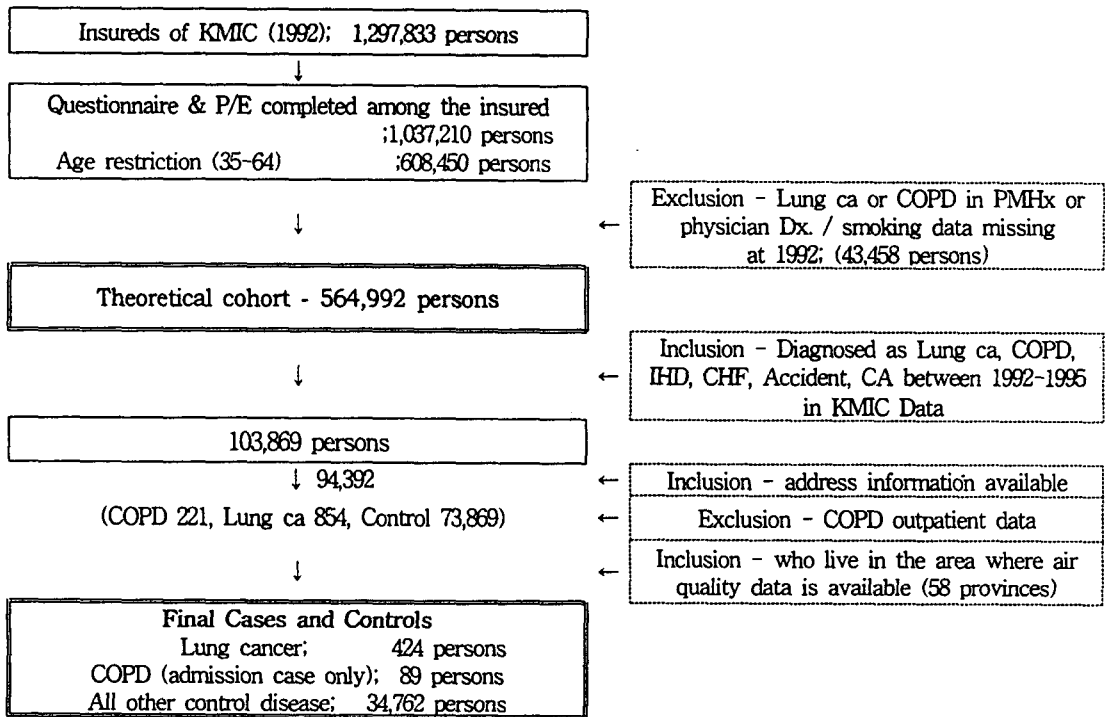 Insureds of KMIC (1992); 1,297,833 persons
↓
Questionnaire & P/E completed among the insured
;1,037,210 persons
Age restriction (35-64) ;608,450 persons
↓
←
Exclusion - Lung ca or COPD in PMHx or
physician Dx. / smoking data missing
at 1992; (43,458 persons)
Theoretical cohort - 564,992 persons
↓
←
Inclusion - Diagnosed as Lung ca, COPD,
IHD, CHF, Accident, CA between 1992-1995
in KMIC Data
103,869 persons
↓ 94,392
← Inclusion - address information available
(COPD 221, Lung ca 854, Control 73,869)
← Exclusion - COPD outpatient data
↓
←
Inclusion - who live in the area where air
quality data is available (58 provinces)
Final Cases and Controls
Lung cancer; 424 persons
COPD (admission case only); 89 persons
All other control disease; 34,762 persons